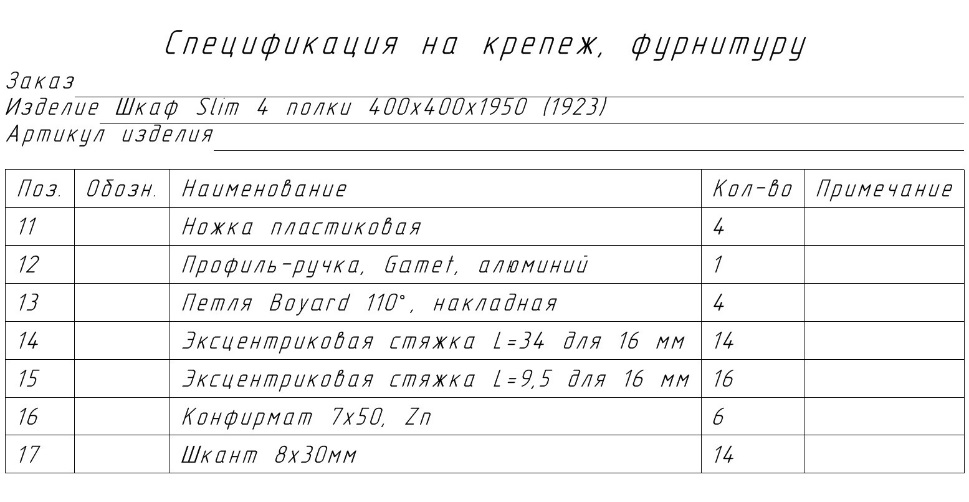 Спецификация на крепеж, фурнитуру
Заказ
Изделие Шкаф Slim 4 полки 400x400x1950 (1923)
Артикул изделия
Поз. Обозн. Наименование Кол-во Примечание
11 Ножка пластиковая 4
12 Профиль-ручка, Gamet, алюминий 1
13 Петля Boyard 110°, накладная 4
14 Эксцентриковая стяжка L=34 для 16 мм 14
15 Эксцентриковая стяжка L=9,5 для 16 мм 16
16 Конфирмат 7x50, Zn 6
17 Шкант 8x30мм 14